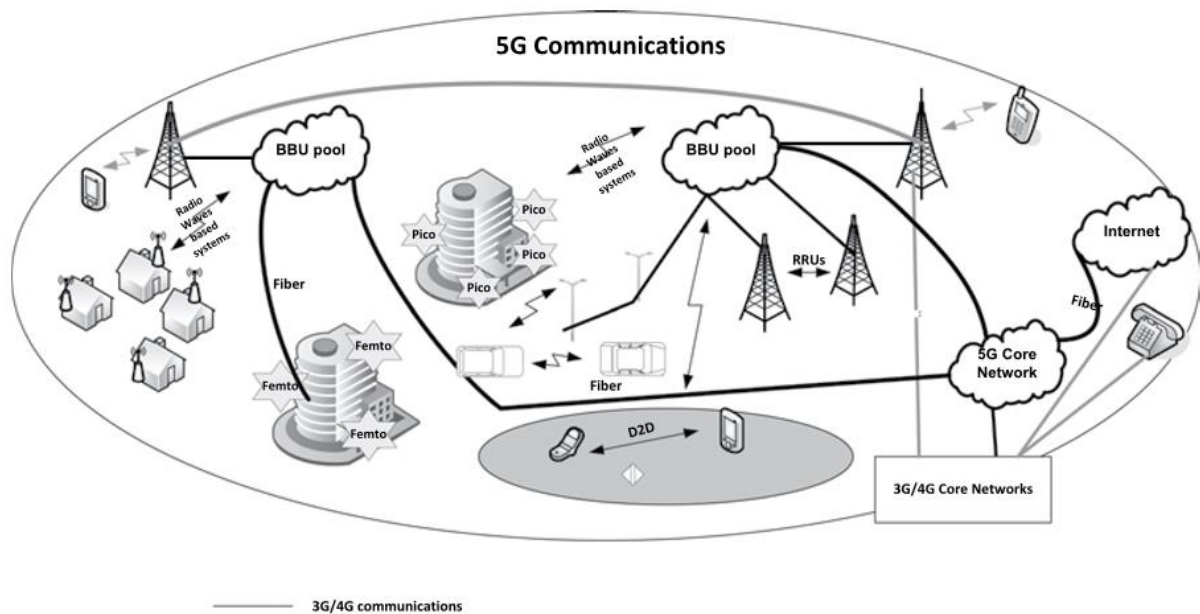 5G Communications
BBU pool
BBU pool
Radio
Waves
based
systems
Radio
Waves
based
systems
Pico
Pico
Pico
Pico
Internet
RRUs
Fiber
Fiber
Femto
Femto
Femto
Fiber
5G Core
Network
D2D
3G/4G Core Networks
3G/4G communications